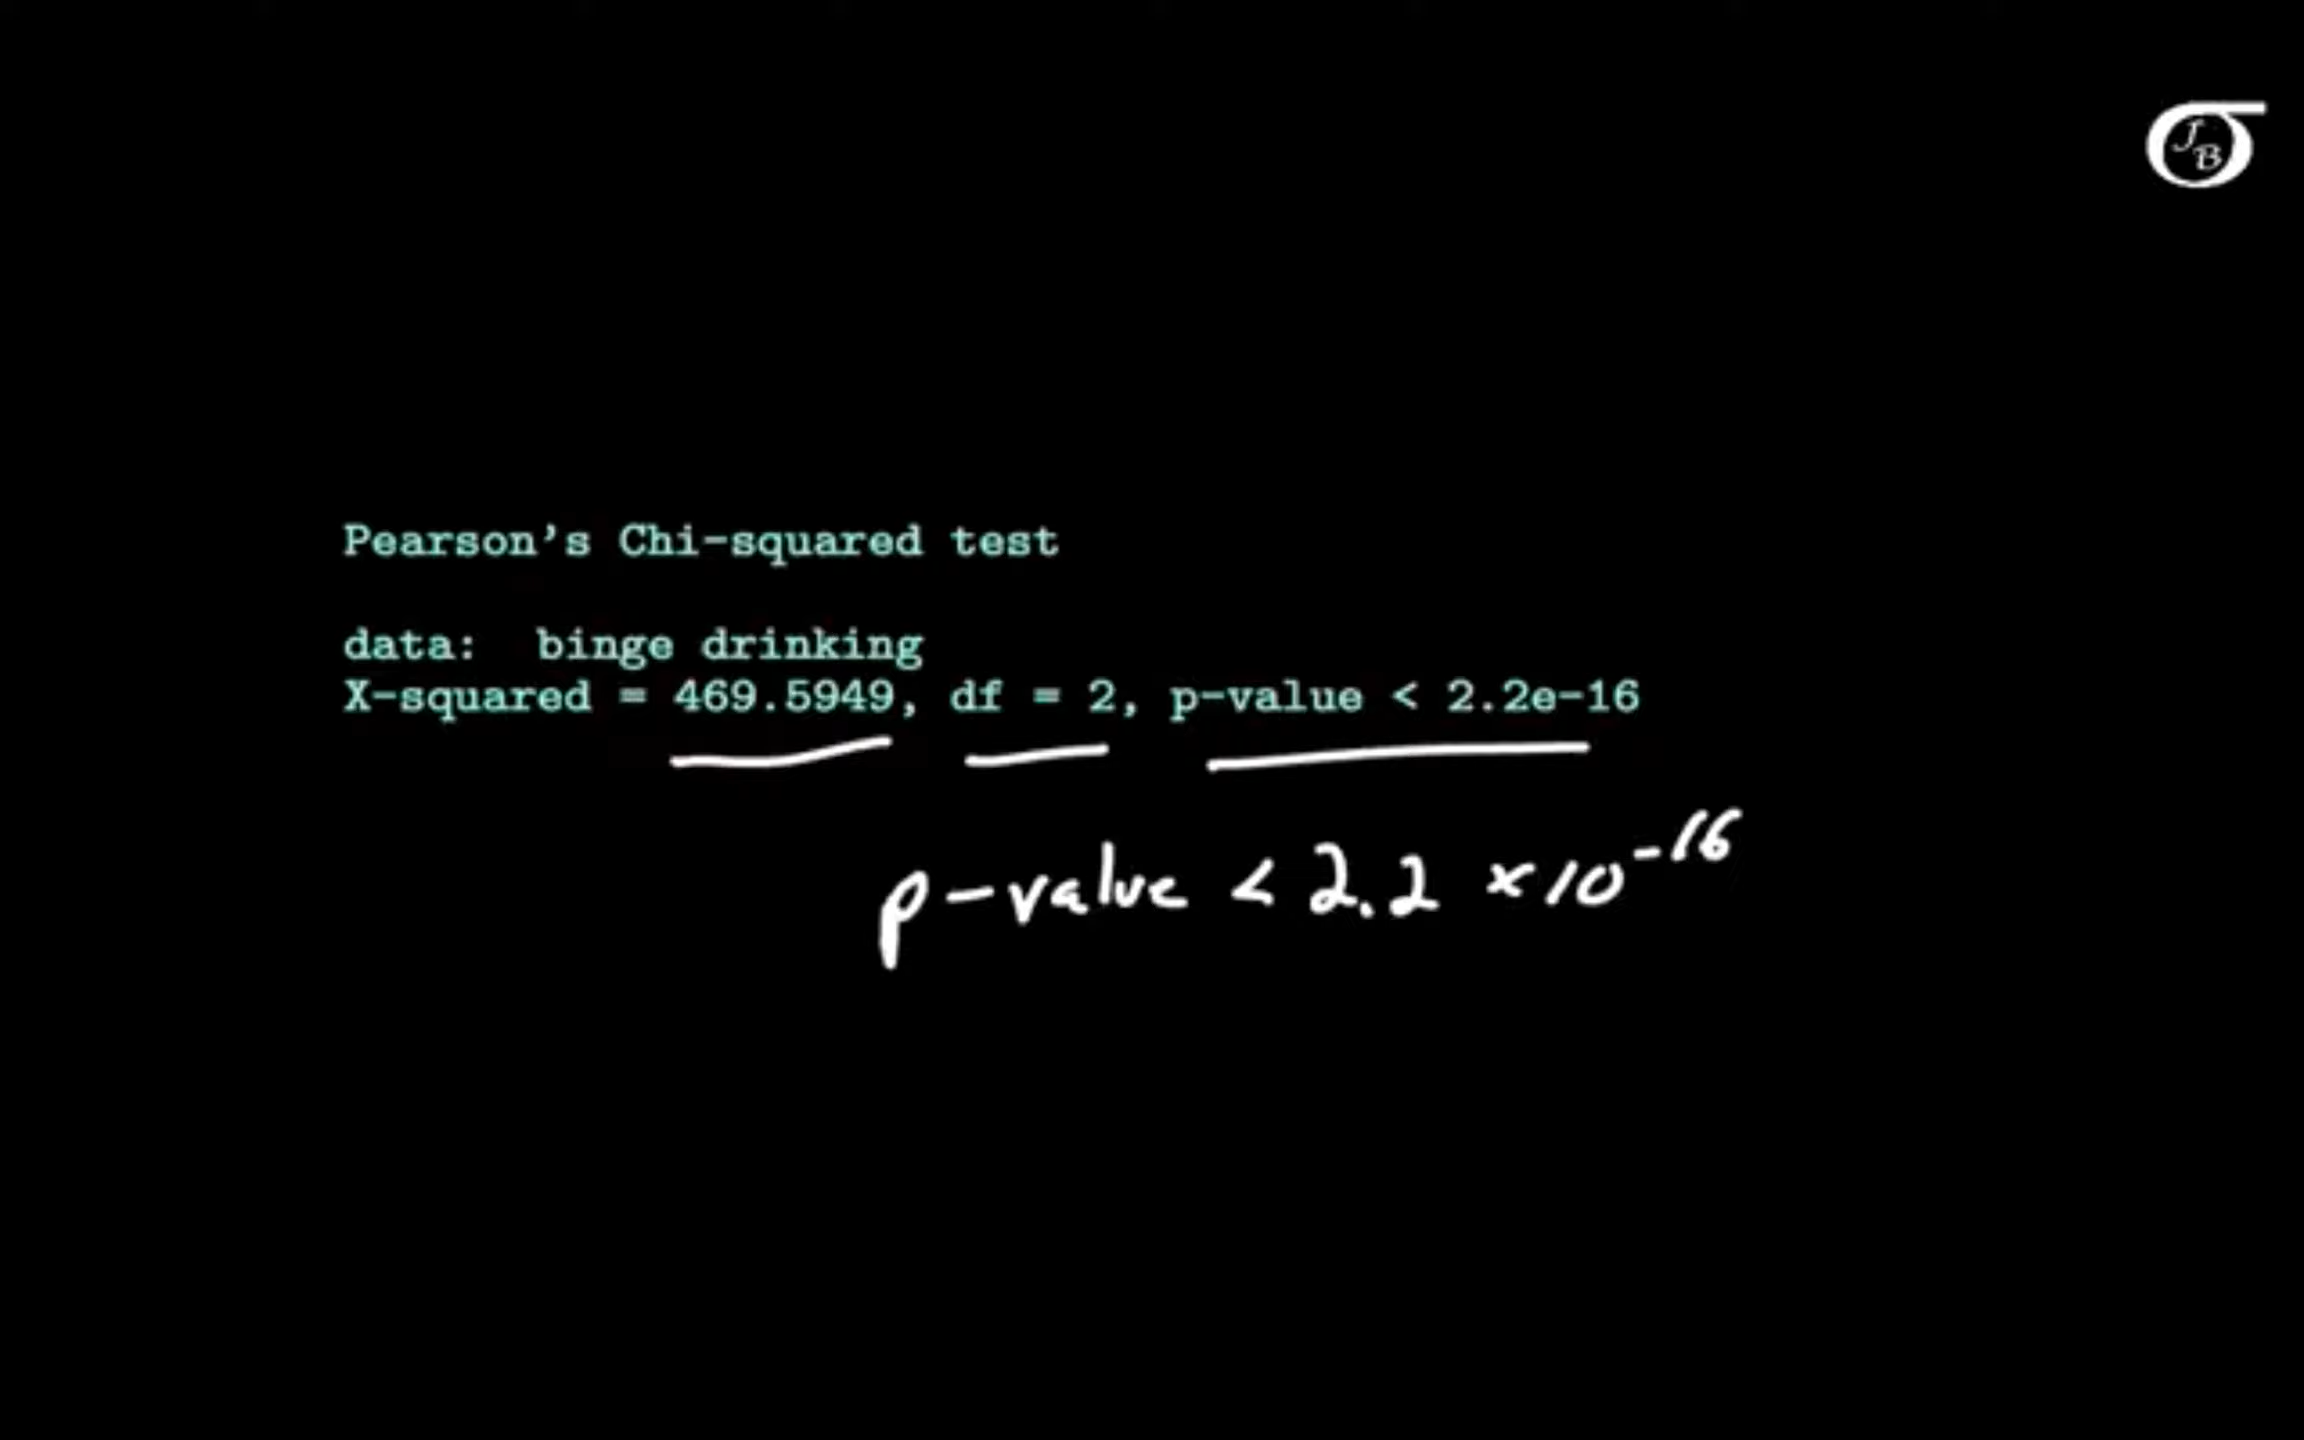 JB
Pearson’s Chi-squared test
data: binge drinking
X-squared = 469.5949, df = 2, p-value < 2.2e-16
p-value < 2.2 × 10⁻¹⁶